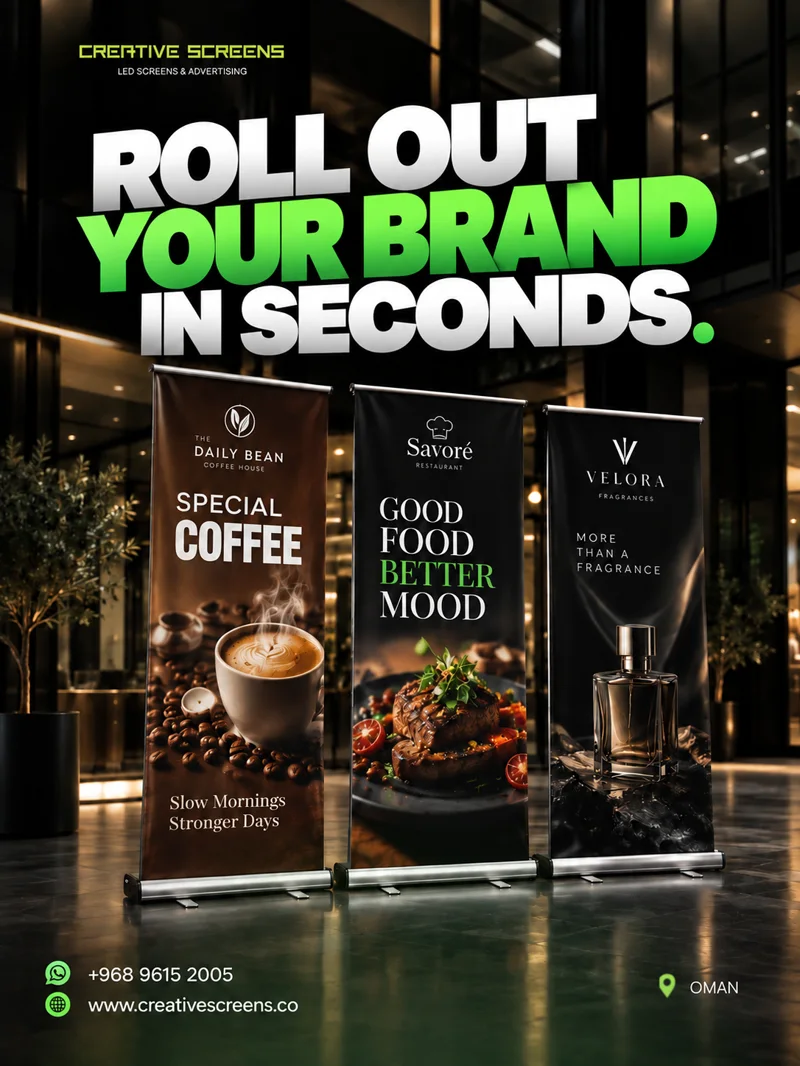 CREATIVE SCREENS
LED SCREENS & ADVERTISING
ROLL OUT
YOUR BRAND
IN SECONDS.
THE
DAILY BEAN
COFFEE HOUSE
SPECIAL
COFFEE
Slow Mornings
Stronger Days
Savoré
RESTAURANT
GOOD
FOOD
BETTER
MOOD
VELORA
FRAGRANCES
MORE
THAN A
FRAGRANCE
+968 9615 2005
www.creativescreens.co
OMAN